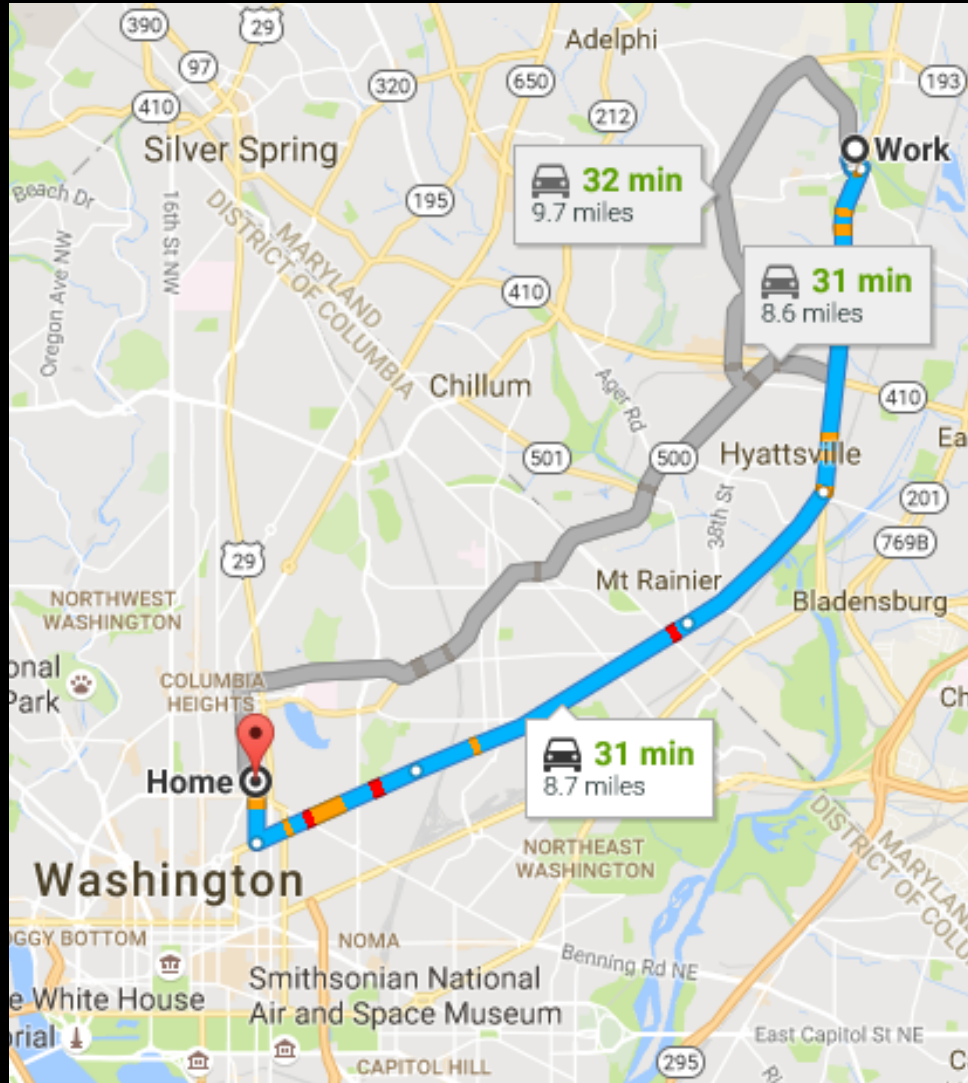 390
29
97
Adelphi
320
650
193
410
212
Silver Spring
Work
32 min
9.7 miles
Beach Dr
195
16th St NW
MARYLAND
DISTRICT OF COLUMBIA
Oregon Ave NW
31 min
8.6 miles
410
Chillum
Ager Rd
410
Hyattsville
Ea
501
500
38th St
201
769B
29
Mt Rainier
NORTHWEST
WASHINGTON
Bladensburg
onal
Park
COLUMBIA
HEIGHTS
Ch
31 min
8.7 miles
Home
NORTHEAST
WASHINGTON
MARYLAND
DISTRICT OF COLU
Washington
OGGY BOTTOM
NOMA
Benning Rd NE
e White House
Smithsonian National
Air and Space Museum
orial
East Capitol St NE
CAPITOL HILL
295
C